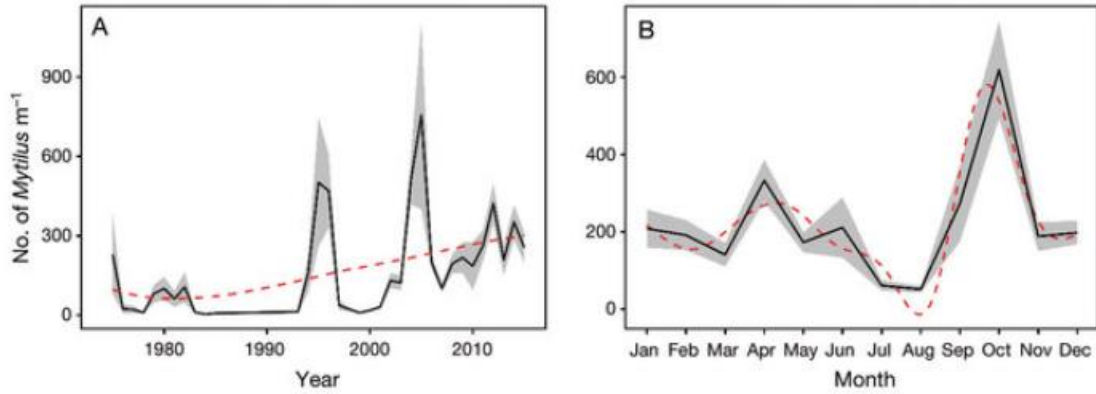 A
No. of Mytilus m⁻¹
900
600
300
0
1980 1990 2000 2010
Year
B
600
400
200
0
Jan Feb Mar Apr May Jun Jul Aug Sep Oct Nov Dec
Month